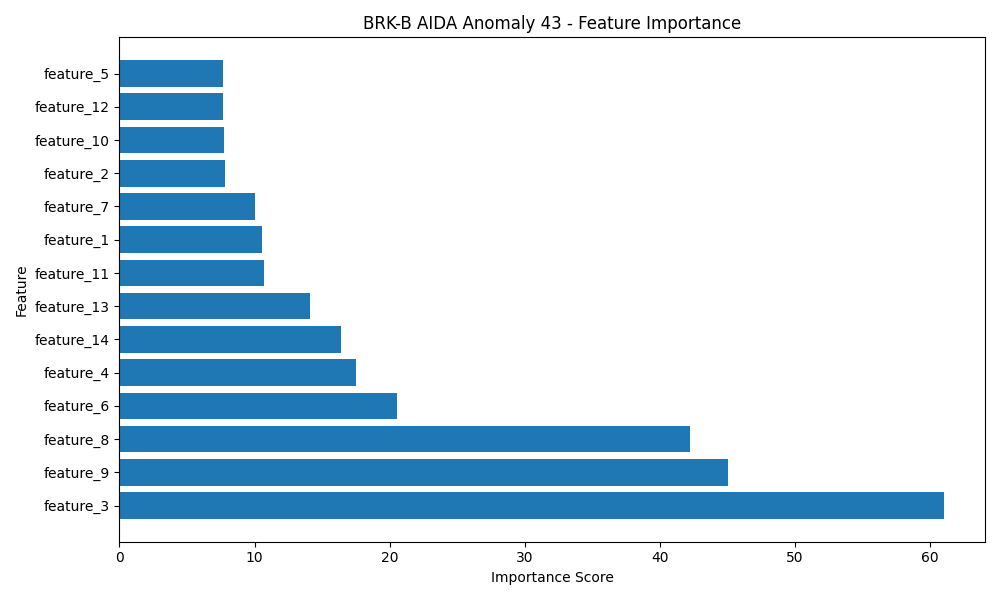 BRK-B AIDA Anomaly 43 - Feature Importance
Feature
feature_5
feature_12
feature_10
feature_2
feature_7
feature_1
feature_11
feature_13
feature_14
feature_4
feature_6
feature_8
feature_9
feature_3
0 10 20 30 40 50 60
Importance Score